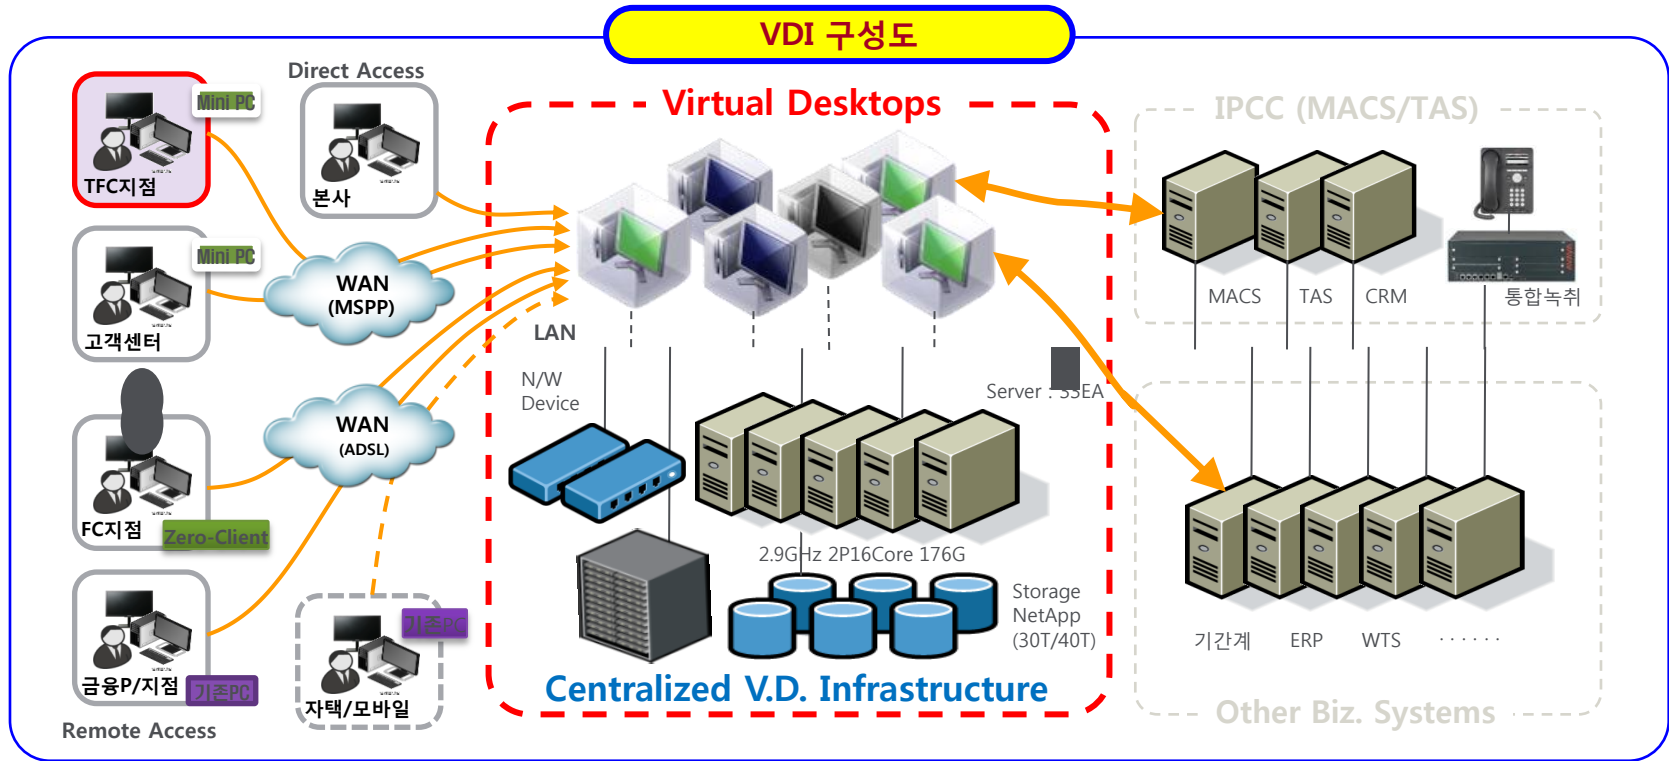 VDI 구성도
Direct Access
Virtual Desktops
IPCC (MACS/TAS)
Mini PC
TFC지점
본사
Mini PC
고객센터
WAN
(MSPP)
LAN
MACS
TAS
CRM
통합녹취
N/W
Device
Server :
WAN
(ADSL)
FC지점
Zero-Client
2.9GHz 2P16Core 176G
Storage
NetApp
(30T/40T)
기존PC
금융P/지점
기존PC
자택/모바일
기간계
ERP
WTS
······
Centralized V.D. Infrastructure
Other Biz. Systems
Remote Access